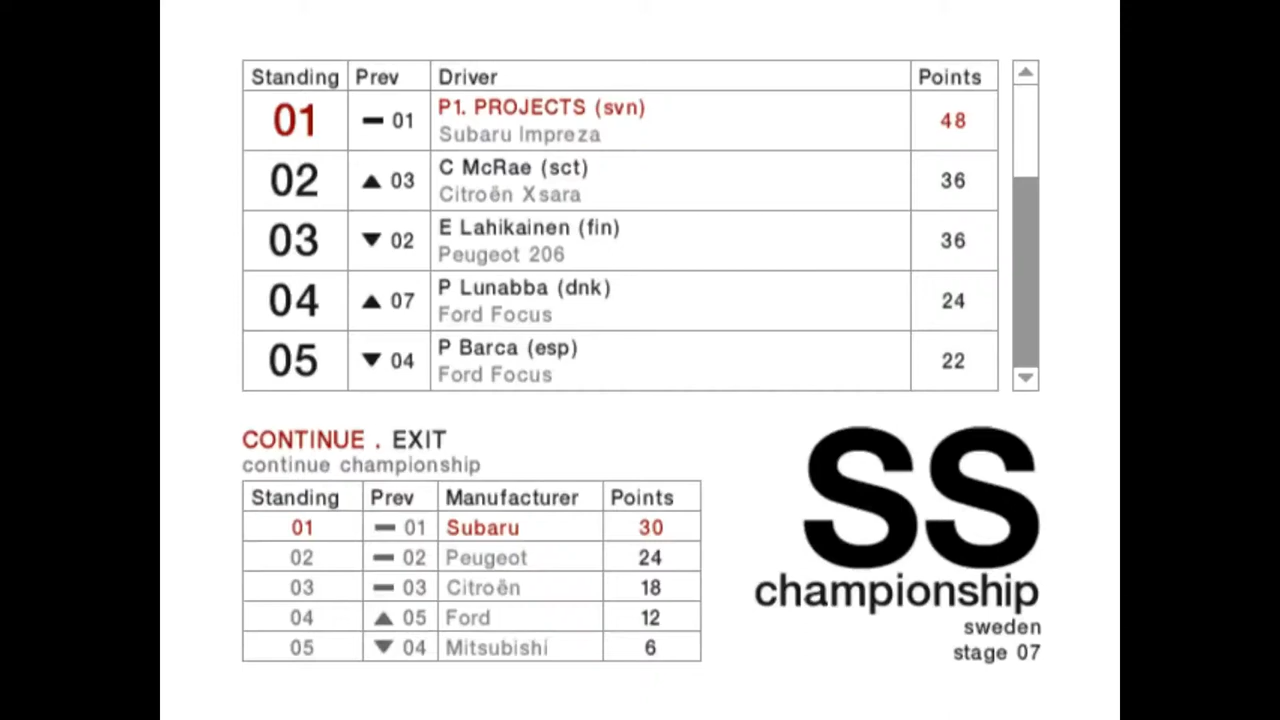 Standing Prev Driver Points
01 01 P1. PROJECTS (svn) 48
Subaru Impreza
02 03 C McRae (sct) 36
Citroën Xsara
03 02 E Lahikainen (fin) 36
Peugeot 206
04 07 P Lunabba (dnk) 24
Ford Focus
05 04 P Barca (esp) 22
Ford Focus
CONTINUE . EXIT
continue championship
Standing Prev Manufacturer Points
01 01 Subaru 30
02 02 Peugeot 24
03 03 Citroën 18
04 05 Ford 12
05 04 Mitsubishi 6
SS
championship
sweden
stage 07